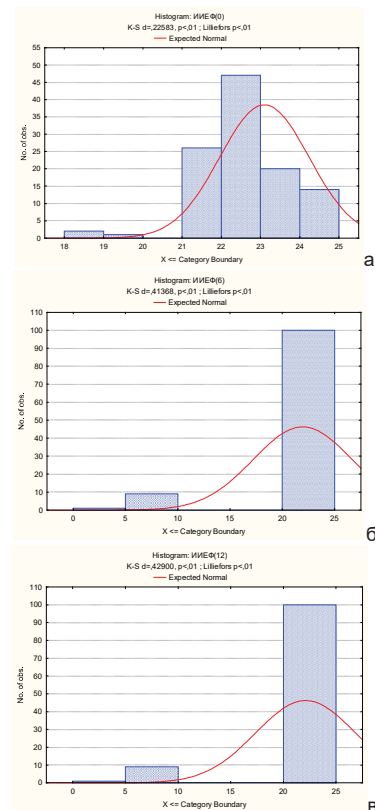 Histogram: ИИЕФ(0)
K-S d=,22583, p<,01 ; Lilliefors p<,01
Expected Normal
55
50
45
40
35
30
25
20
15
10
5
0
No. of obs.
18 19 20 21 22 23 24 25
X <= Category Boundary
а
Histogram: ИИЕФ(6)
K-S d=,41368, p<,01 ; Lilliefors p<,01
Expected Normal
110
100
90
80
70
60
50
40
30
20
10
0
No. of obs.
0 5 10 15 20 25
X <= Category Boundary
б
Histogram: ИИЕФ(12)
K-S d=,42900, p<,01 ; Lilliefors p<,01
Expected Normal
110
100
90
80
70
60
50
40
30
20
10
0
No. of obs.
0 5 10 15 20 25
X <= Category Boundary
в